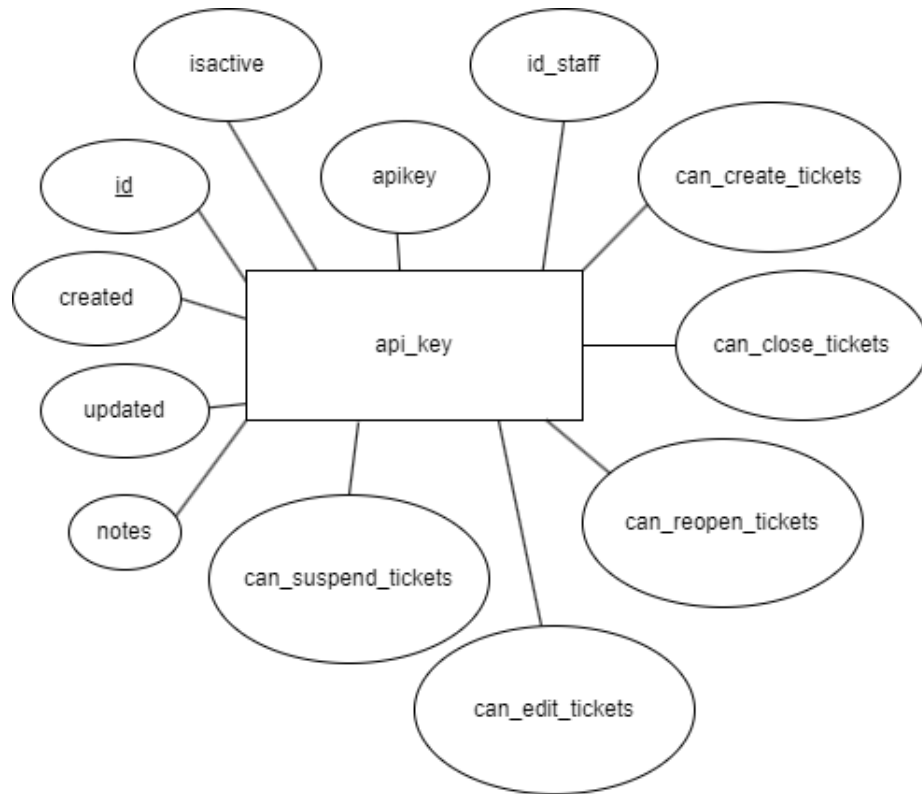 isactive
id_staff
apikey
can_create_tickets
id
created
api_key
can_close_tickets
updated
notes
can_reopen_tickets
can_suspend_tickets
can_edit_tickets